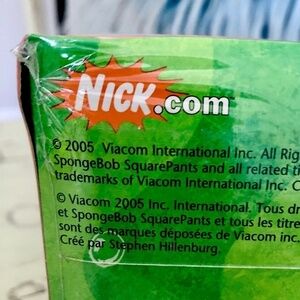 NICK.com
© 2005 Viacom International Inc. All Rig
SpongeBob SquarePants and all related ti
trademarks of Viacom International Inc. C
© Viacom 2005 Inc. International. Tous dr
et SpongeBob SquarePants et tous les titre
sont des marques déposées de Viacom inc.
Créé par Stephen Hillenburg.